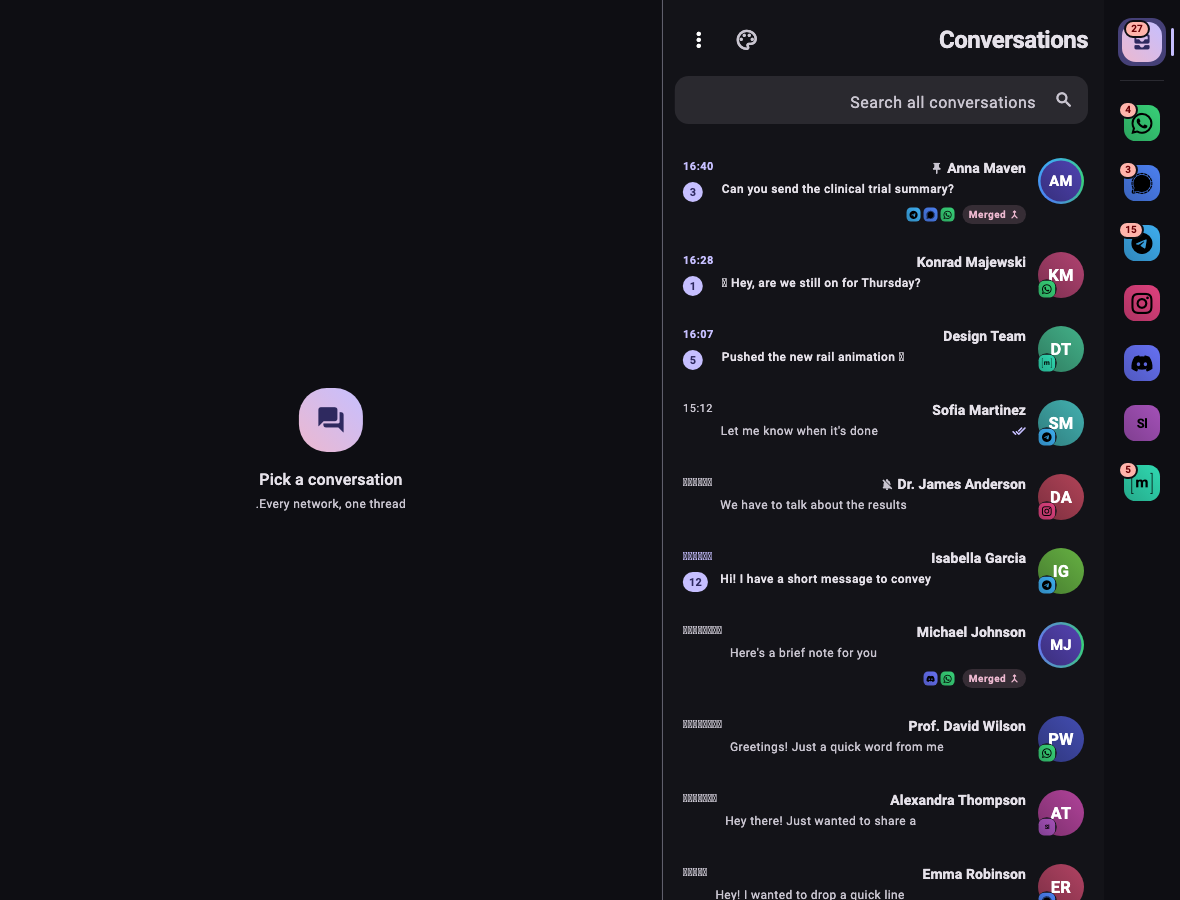 Conversations
27
Search all conversations
4
3
15
SI
5
[m]
Anna Maven
16:40
AM
Can you send the clinical trial summary?
3
Merged
Konrad Majewski
16:28
KM
Hey, are we still on for Thursday?
1
Design Team
16:07
DT
Pushed the new rail animation
5
[m]
Sofia Martinez
15:12
SM
Let me know when it's done
Dr. James Anderson
DA
We have to talk about the results
Isabella Garcia
IG
Hi! I have a short message to convey
12
Michael Johnson
MJ
Here's a brief note for you
Merged
Prof. David Wilson
PW
Greetings! Just a quick word from me
Alexandra Thompson
AT
Hey there! Just wanted to share a
SI
Emma Robinson
ER
Hey! I wanted to drop a quick line
Pick a conversation
.Every network, one thread